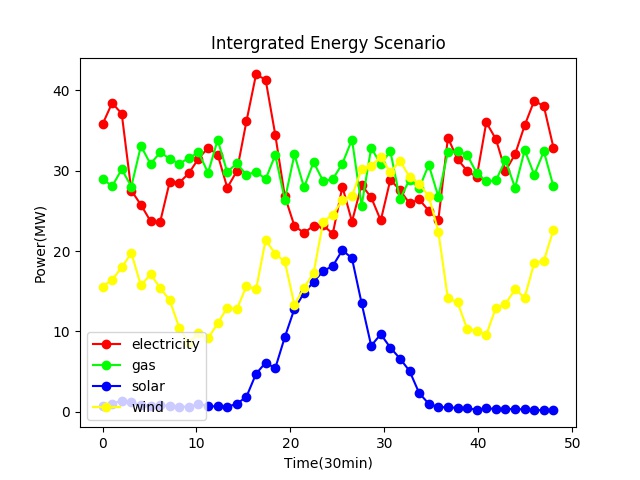 Intergrated Energy Scenario
Power(MW)
40
30
20
10
0
electricity
gas
solar
wind
0 10 20 30 40 50
Time(30min)